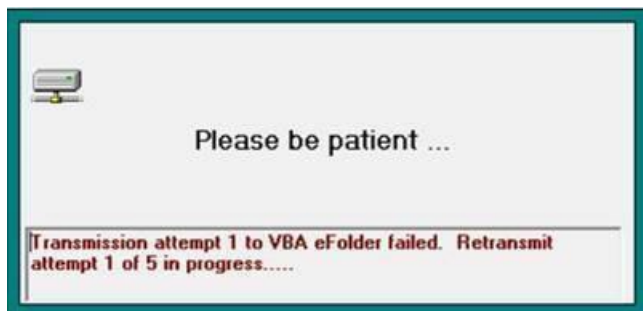 Please be patient ...
Transmission attempt 1 to VBA eFolder failed.  Retransmit
attempt 1 of 5 in progress.....